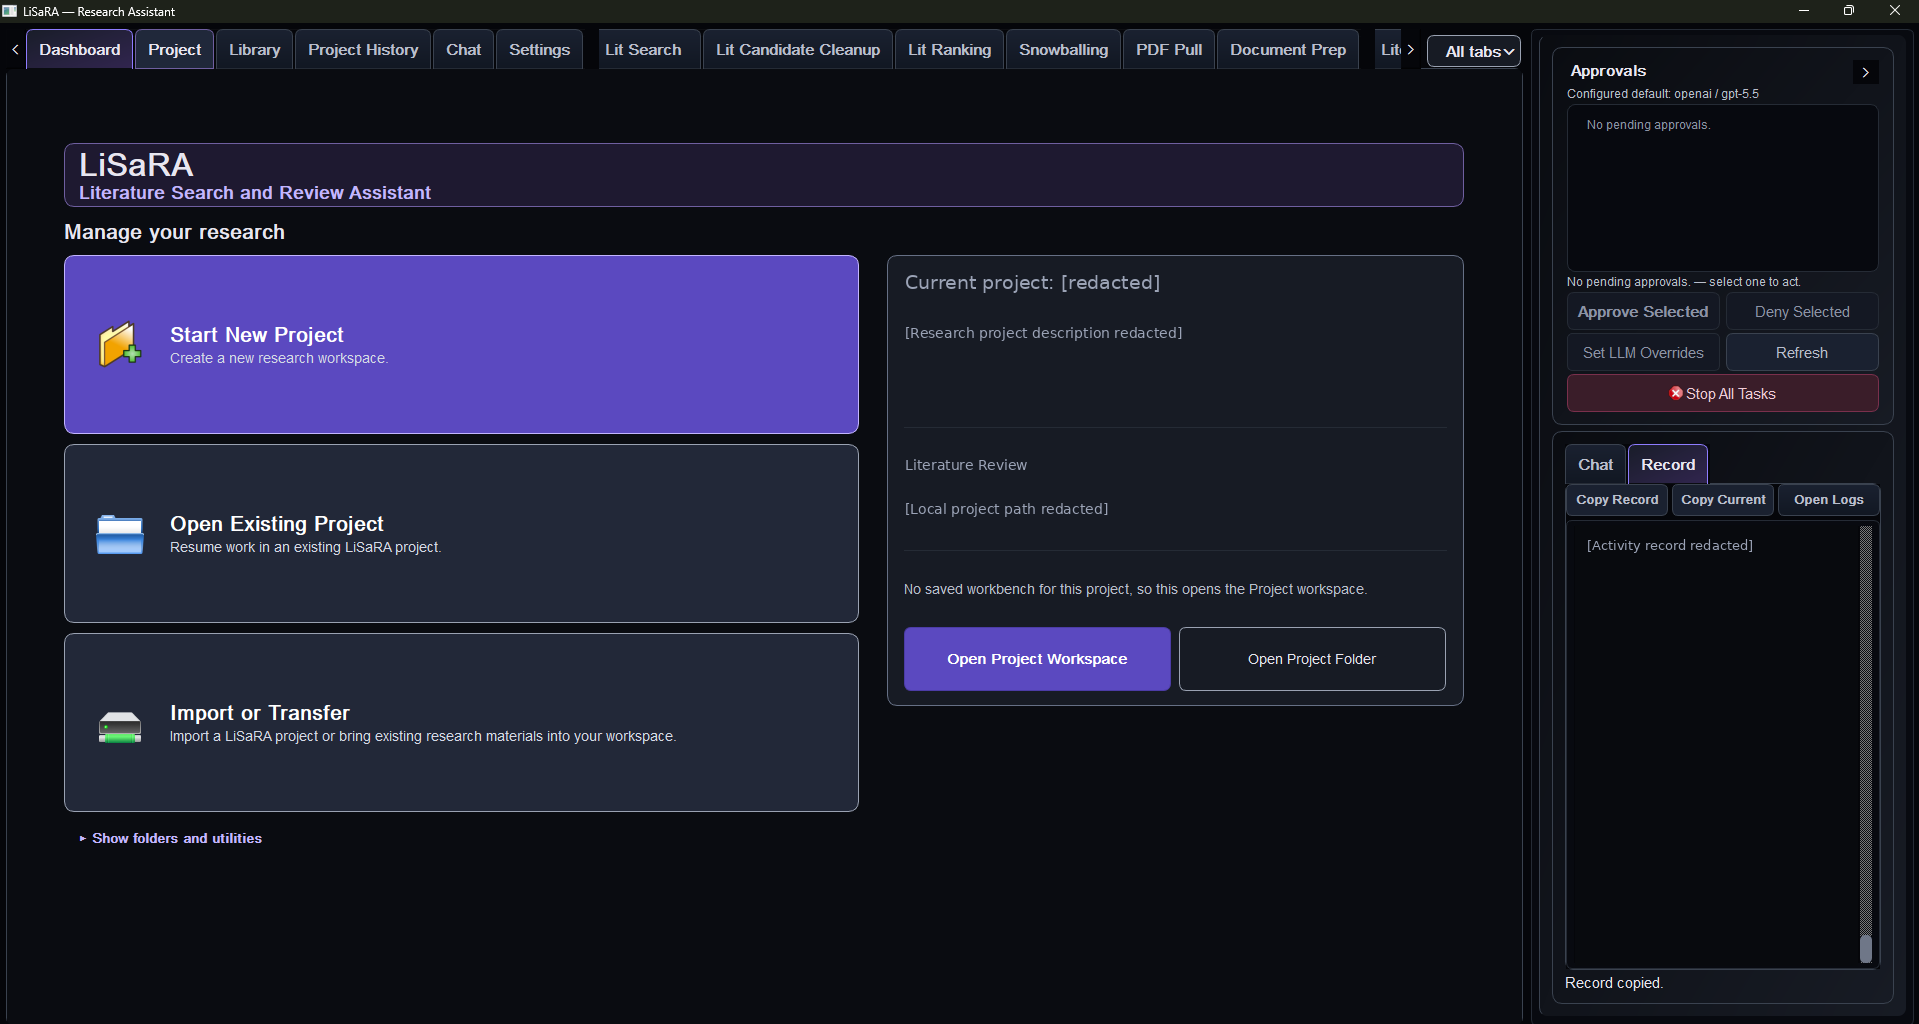 LiSaRA — Research Assistant
Dashboard
Project
Library
Project History
Chat
Settings
Lit Search
Lit Candidate Cleanup
Lit Ranking
Snowballing
PDF Pull
Document Prep
All tabs
LiSaRA
Literature Search and Review Assistant
Manage your research
Start New Project
Create a new research workspace.
Open Existing Project
Resume work in an existing LiSaRA project.
Import or Transfer
Import a LiSaRA project or bring existing research materials into your workspace.
Show folders and utilities
Current project: [redacted]
[Research project description redacted]
Literature Review
[Local project path redacted]
No saved workbench for this project, so this opens the Project workspace.
Open Project Workspace
Open Project Folder
Approvals
Configured default: openai / gpt-5.5
No pending approvals.
No pending approvals. — select one to act.
Approve Selected
Deny Selected
Set LLM Overrides
Refresh
Stop All Tasks
Chat
Record
Copy Record
Copy Current
Open Logs
[Activity record redacted]
Record copied.